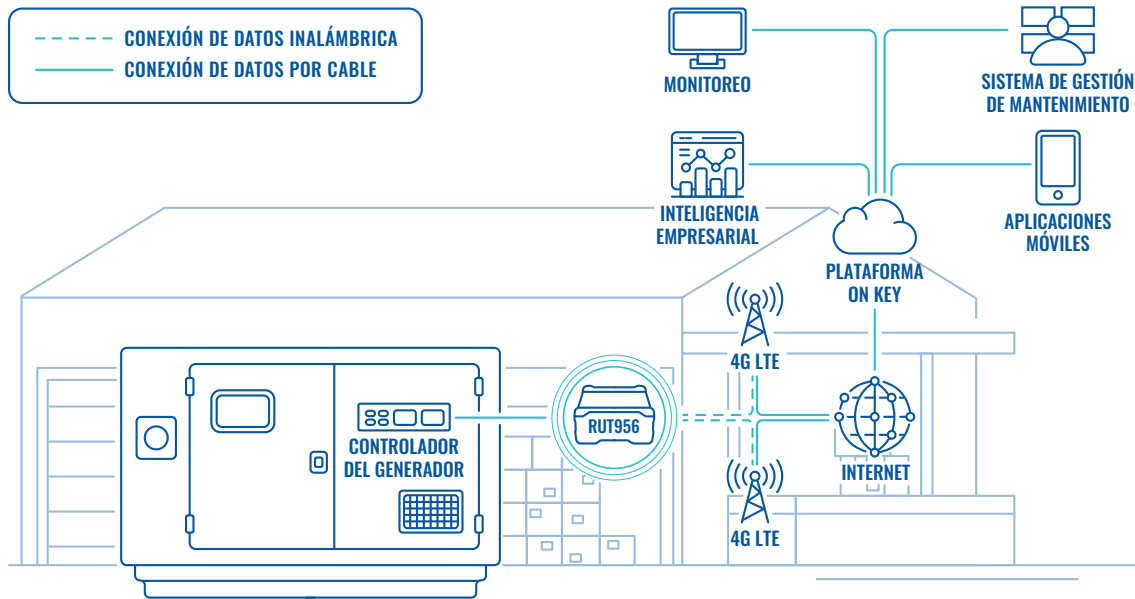 CONEXIÓN DE DATOS INALÁMBRICA
CONEXIÓN DE DATOS POR CABLE
MONITOREO
SISTEMA DE GESTIÓN
DE MANTENIMIENTO
INTELIGENCIA
EMPRESARIAL
APLICACIONES
MÓVILES
PLATAFORMA
ON KEY
4G LTE
CONTROLADOR
DEL GENERADOR
RUT956
INTERNET
4G LTE